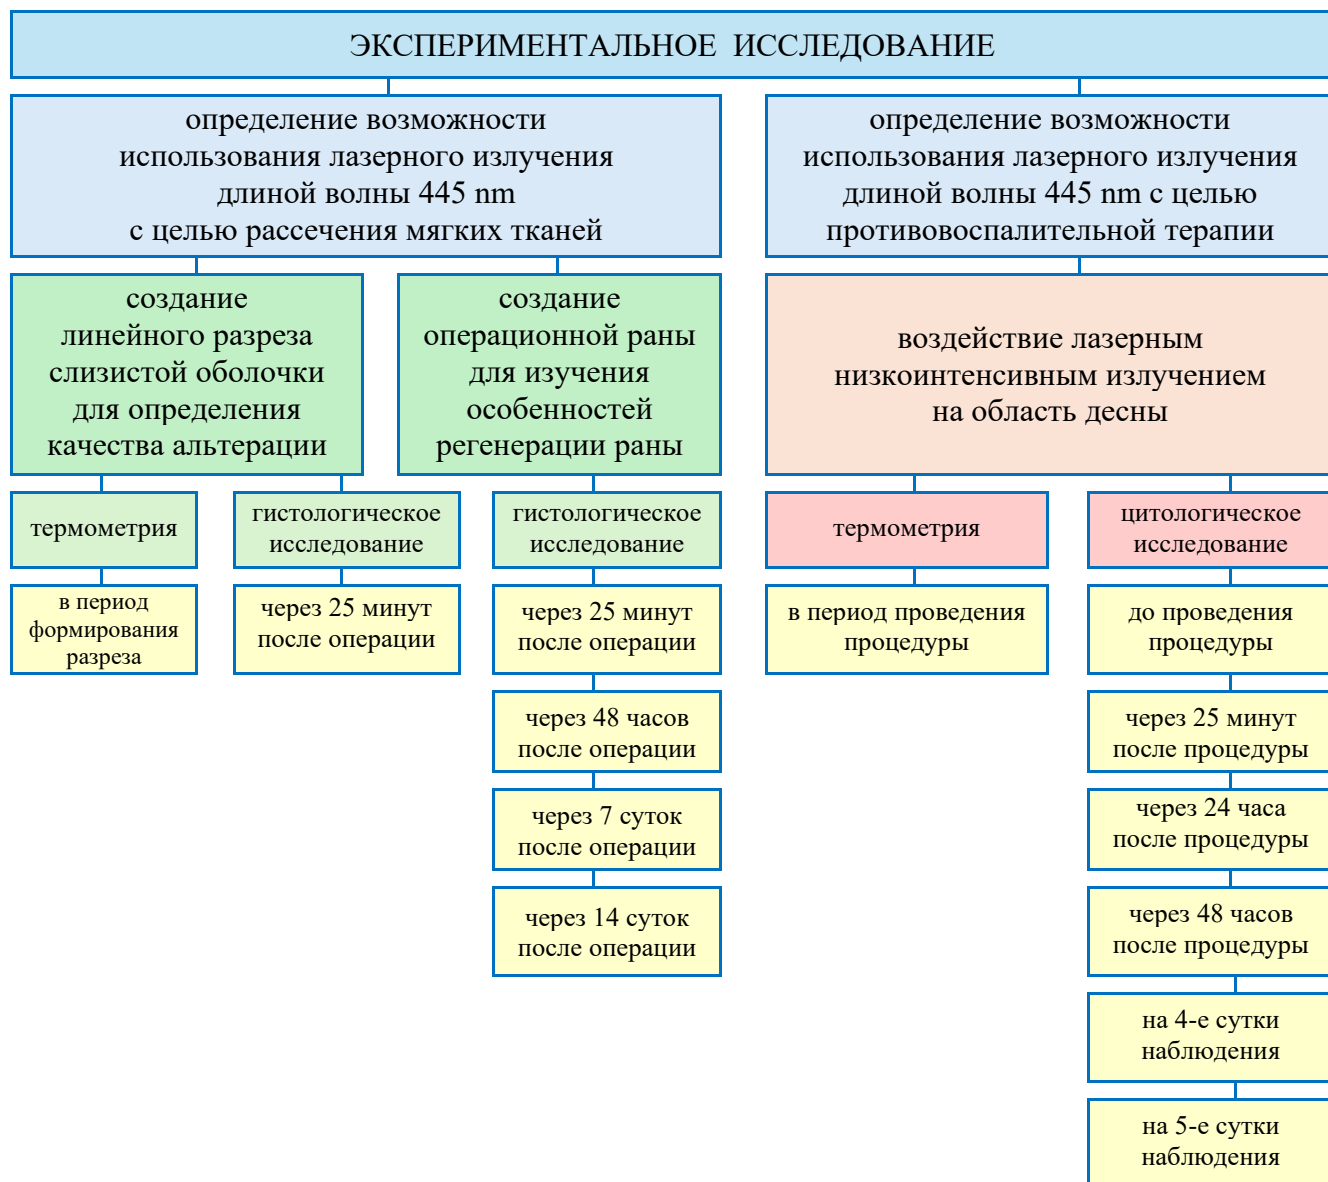 ЭКСПЕРИМЕНТАЛЬНОЕ ИССЛЕДОВАНИЕ
определение возможности
использования лазерного излучения
длиной волны 445 nm
с целью рассечения мягких тканей
определение возможности
использования лазерного излучения
длиной волны 445 nm с целью
противовоспалительной терапии
создание
линейного разреза
слизистой оболочки
для определения
качества альтерации
создание
операционной раны
для изучения
особенностей
регенерации раны
воздействие лазерным
низкоинтенсивным излучением
на область десны
термометрия
гистологическое
исследование
гистологическое
исследование
термометрия
цитологическое
исследование
в период
формирования
разреза
через 25 минут
после операции
через 25 минут
после операции
в период проведения
процедуры
до проведения
процедуры
через 48 часов
после операции
через 25 минут
после процедуры
через 7 суток
после операции
через 24 часа
после процедуры
через 14 суток
после операции
через 48 часов
после процедуры
на 4-е сутки
наблюдения
на 5-е сутки
наблюдения